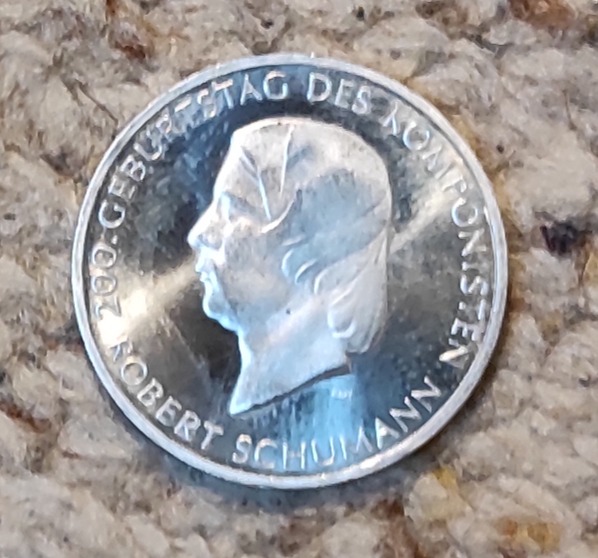 200. GEBURTSTAG DES KOMPONISTEN
ROBERT SCHUMANN